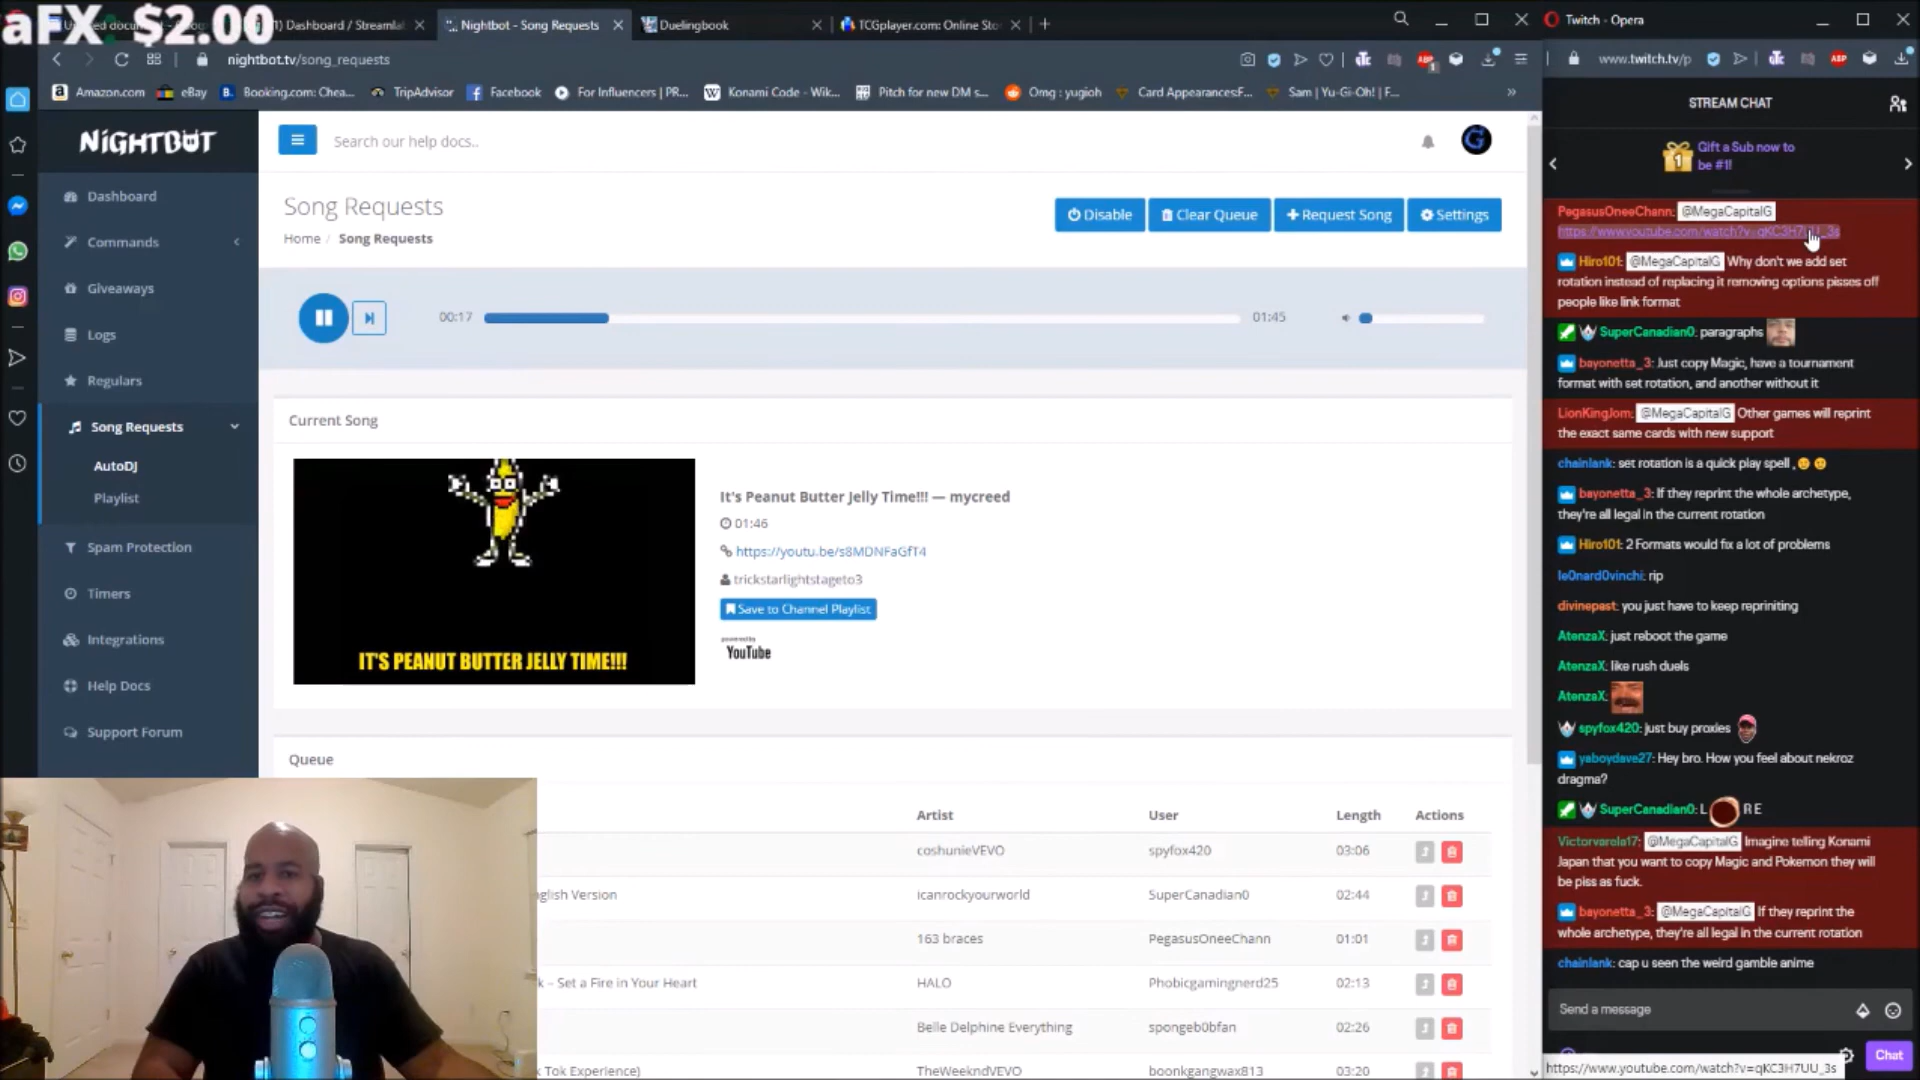 aFX $2.00
) Dashboard / Streamlab
Nightbot - Song Requests
Duelingbook
TCGplayer.com: Online Sto
Twitch - Opera
nightbot.tv/song_requests
www.twitch.tv/p
Amazon.com
eBay
Booking.com: Chea...
TripAdvisor
Facebook
For Influencers | PR...
Konami Code - Wik...
Pitch for new DM s...
Omg : yugioh
Card AppearancesF...
Sam | Yu-Gi-Oh! | F...
NIGHTBOT
Search our help docs..
STREAM CHAT
Gift a Sub now to
be #1!
Dashboard
Commands
Giveaways
Logs
Regulars
Song Requests
AutoDJ
Playlist
Spam Protection
Timers
Integrations
Help Docs
Support Forum
Song Requests
Home / Song Requests
Disable
Clear Queue
Request Song
Settings
00:17
01:45
Current Song
IT'S PEANUT BUTTER JELLY TIME!!!
It's Peanut Butter Jelly Time!!! — mycreed
01:46
https://youtu.be/s8MDNFaGfT4
trickstarlightstageto3
Save to Channel Playlist
powered by
YouTube
Queue
Artist User Length Actions
coshunieVEVO spyfox420 03:06
glish Version icanrockyourworld SuperCanadian0 02:44
163 braces PegasusOneeChann 01:01
k - Set a Fire in Your Heart HALO Phobicgamingnerd25 02:13
Belle Delphine Everything spongeb0bfan 02:26
Tok Experience) TheWeekndVEVO boonkgangwax813 03:20
PegasusOneeChann: @MegaCapitalG
https://www.youtube.com/watch?v=qKC3H7UU_3s
Hiro101: @MegaCapitalG Why don't we add set
rotation instead of replacing it removing options pisses off
people like link format
SuperCanadian0: paragraphs
bayonetta_3: Just copy Magic, have a tournament
format with set rotation, and another without it
LionKingJom: @MegaCapitalG Other games will reprint
the exact same cards with new support
chainlank: set rotation is a quick play spell ,
bayonetta_3: If they reprint the whole archetype,
they're all legal in the current rotation
Hiro101: 2 Formats would fix a lot of problems
le0nard0vinchi: rip
divinepast: you just have to keep repriniting
AtenzaX: just reboot the game
AtenzaX: like rush duels
AtenzaX:
spyfox420: just buy proxies
yaboydave27: Hey bro. How you feel about nekroz
dragma?
SuperCanadian0: L R E
Victorvarela17: @MegaCapitalG Imagine telling Konami
Japan that you want to copy Magic and Pokemon they will
be piss as fuck.
bayonetta_3: @MegaCapitalG If they reprint the
whole archetype, they're all legal in the current rotation
chainlank: cap u seen the weird gamble anime
Send a message
Chat
https://www.youtube.com/watch?v=qKC3H7UU_3s